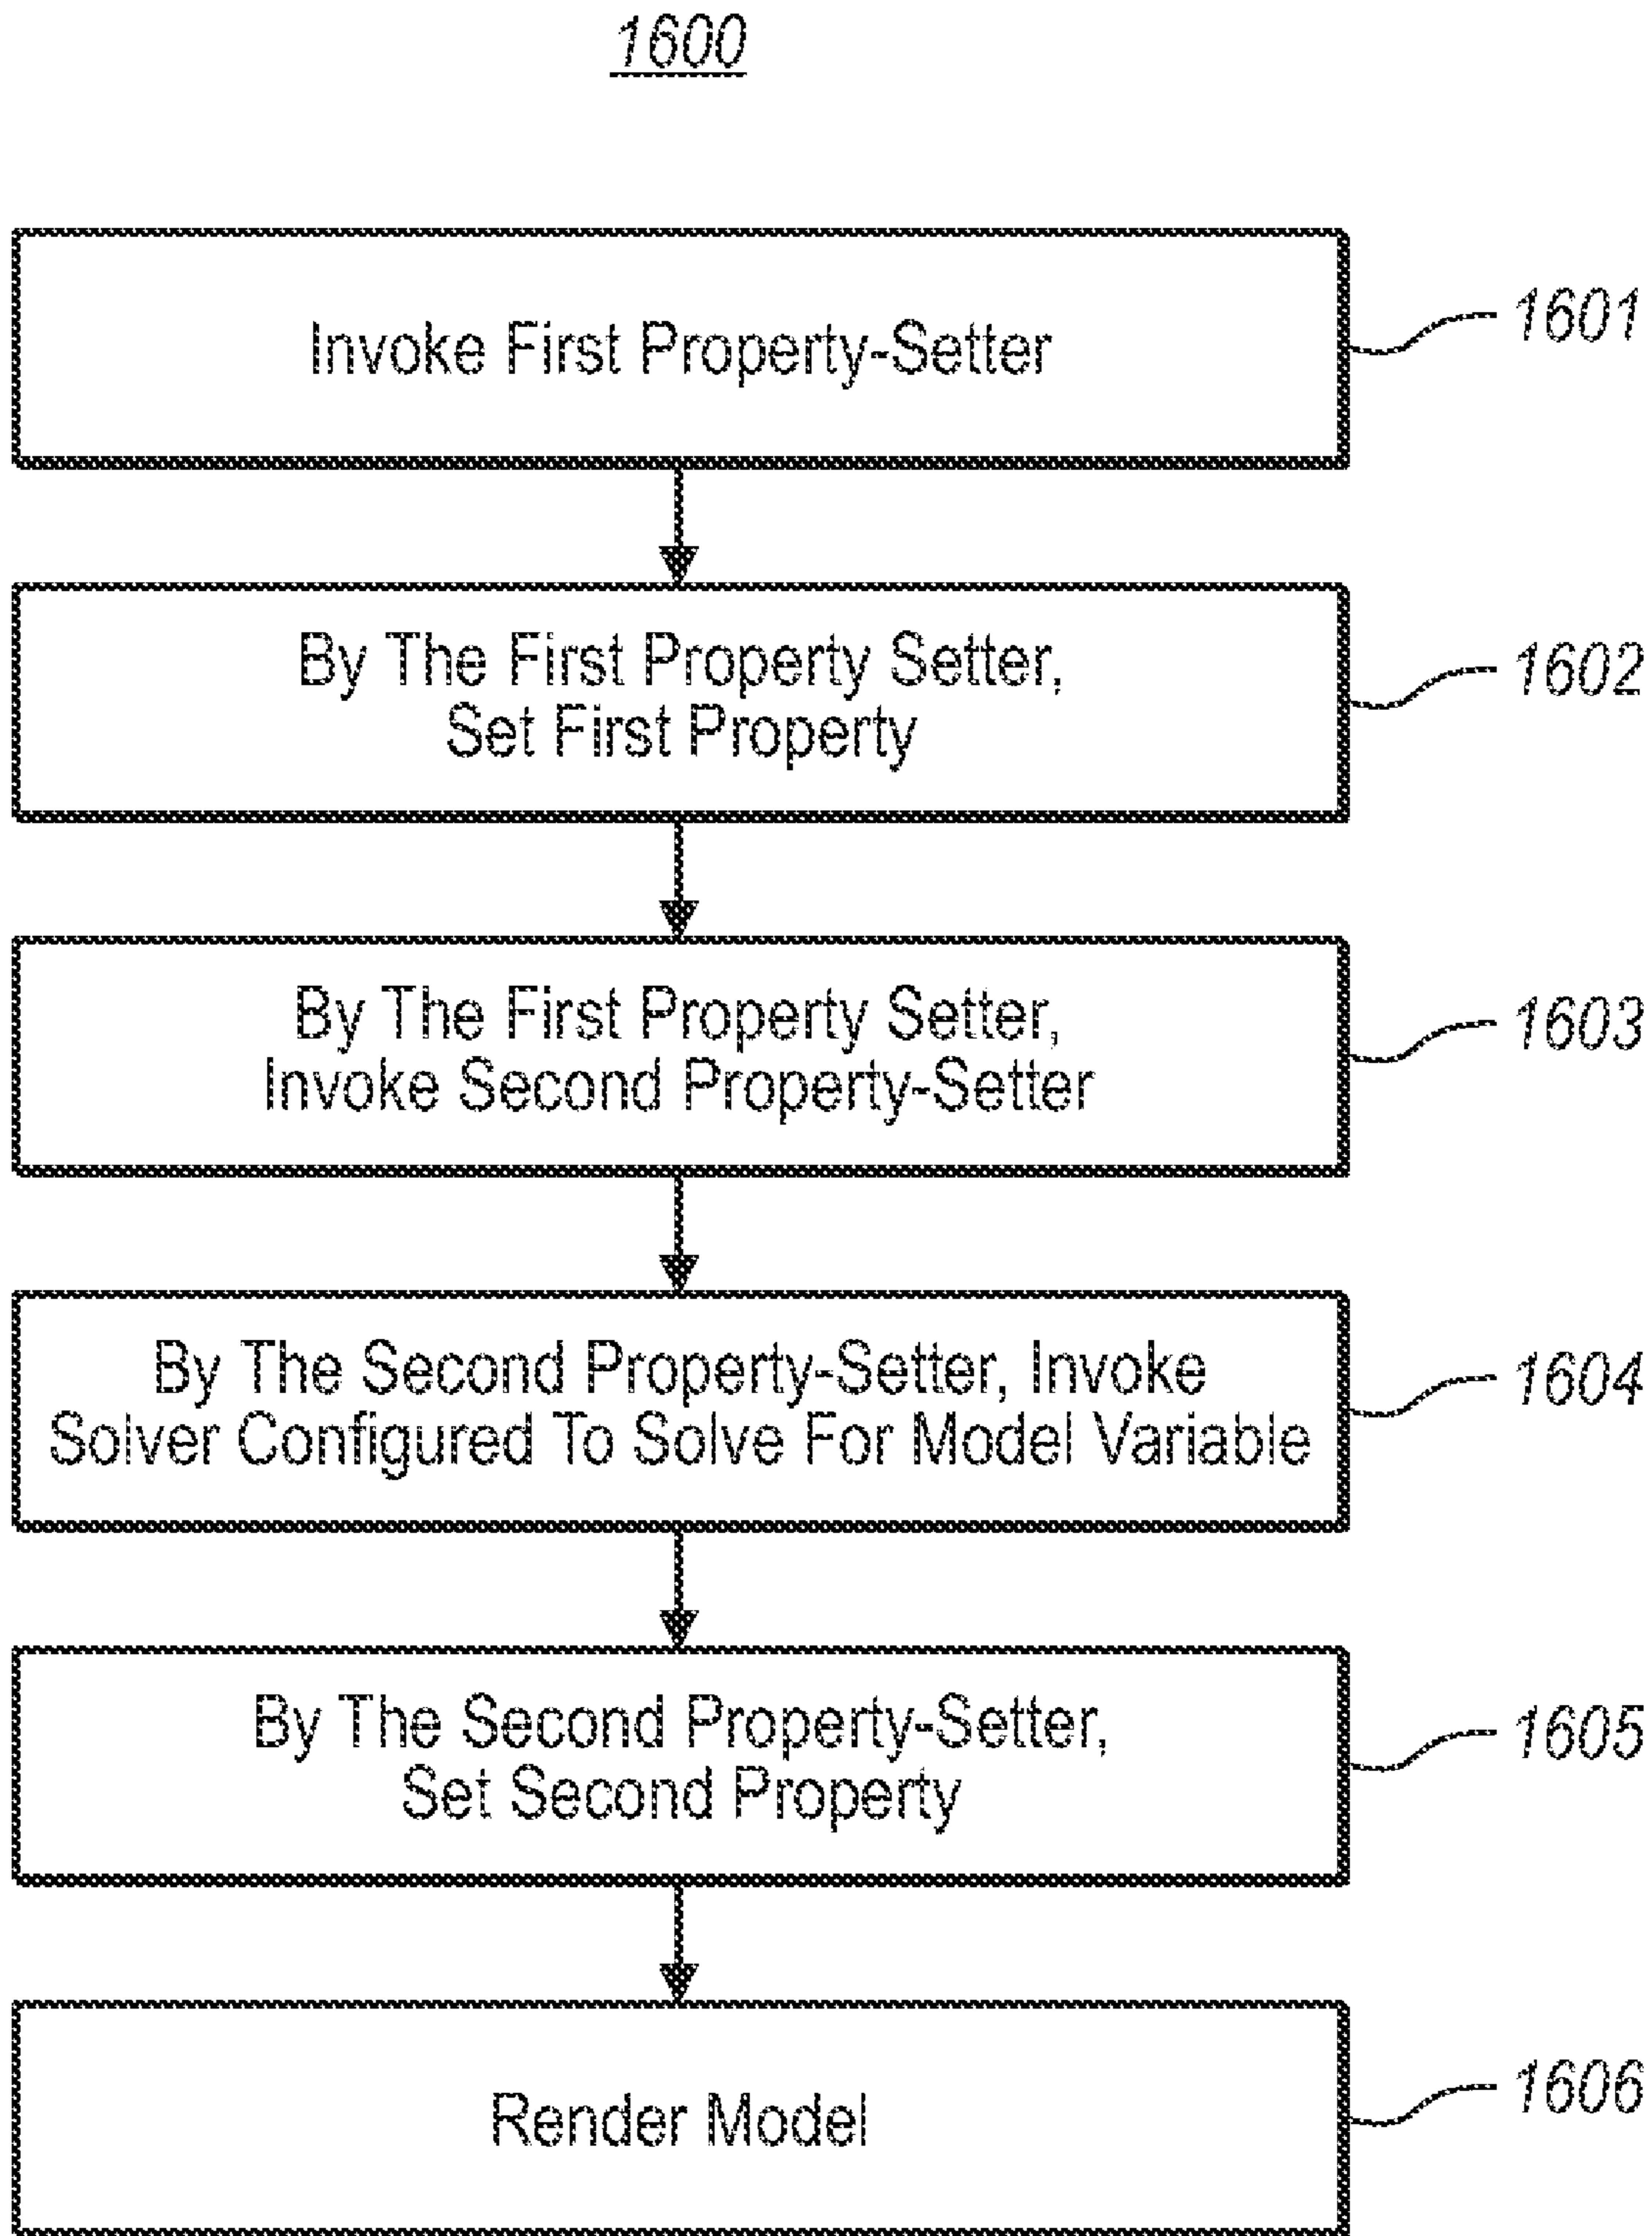 1600
Invoke First Property-Setter
1601
By The First Property Setter,
Set First Property
1602
By The First Property Setter,
Invoke Second Property-Setter
1603
By The Second Property-Setter, Invoke
Solver Configured To Solve For Model Variable
1604
By The Second Property-Setter,
Set Second Property
1605
Render Model
1606